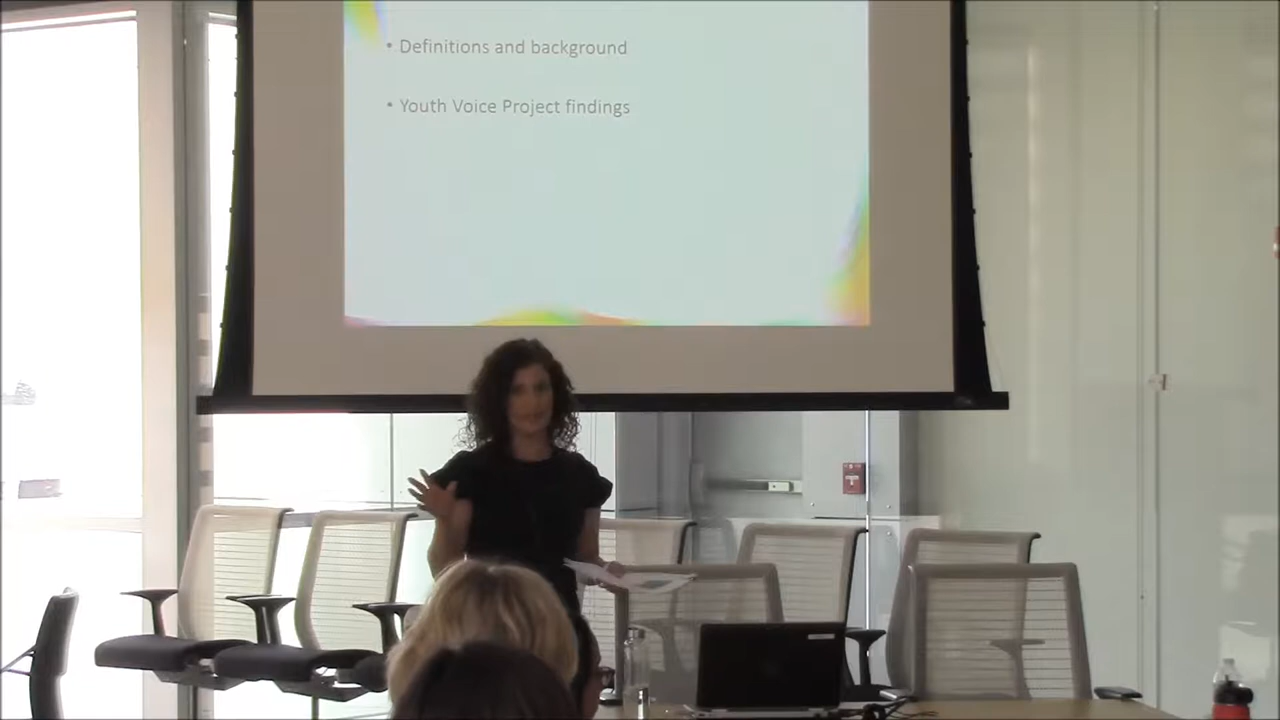 • Definitions and background
• Youth Voice Project findings